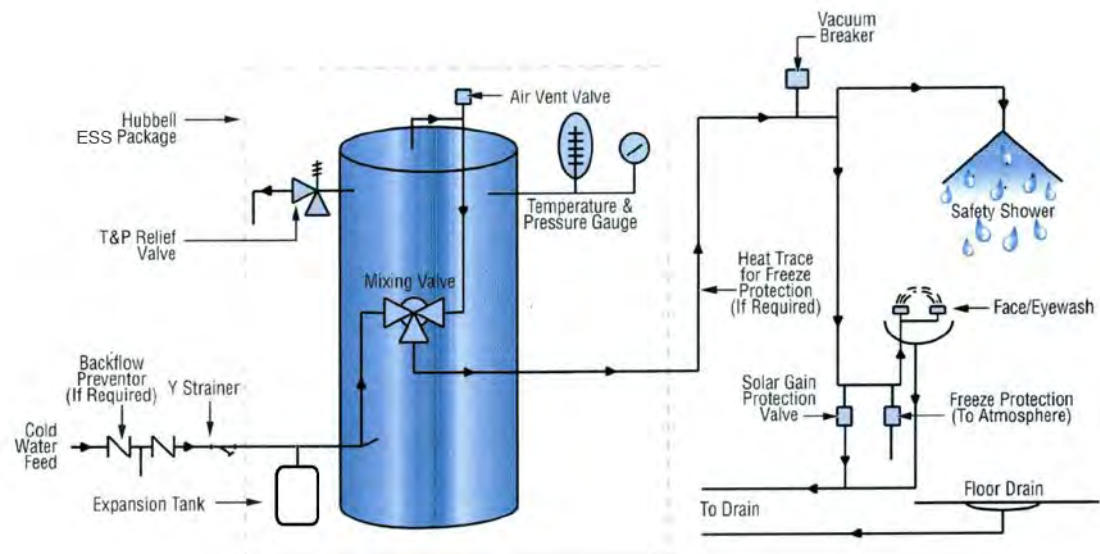 Vacuum
Breaker
Air Vent Valve
Hubbell
ESS Package
Temperature &
Pressure Gauge
Safety Shower
T&P Relief
Valve
Mixing Valve
Heat Trace
for Freeze
Protection
(If Required)
Face/Eyewash
Backflow
Preventor
(If Required)
Y Strainer
Solar Gain
Protection
Valve
Freeze Protection
(To Atmosphere)
Cold
Water
Feed
Expansion Tank
To Drain
Floor Drain